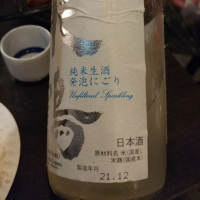 純米生酒
発泡にごり
Unfiltered Sparkling
日本酒
原材料名 米(国産)
米麹(国産米)
製造年月
21.12